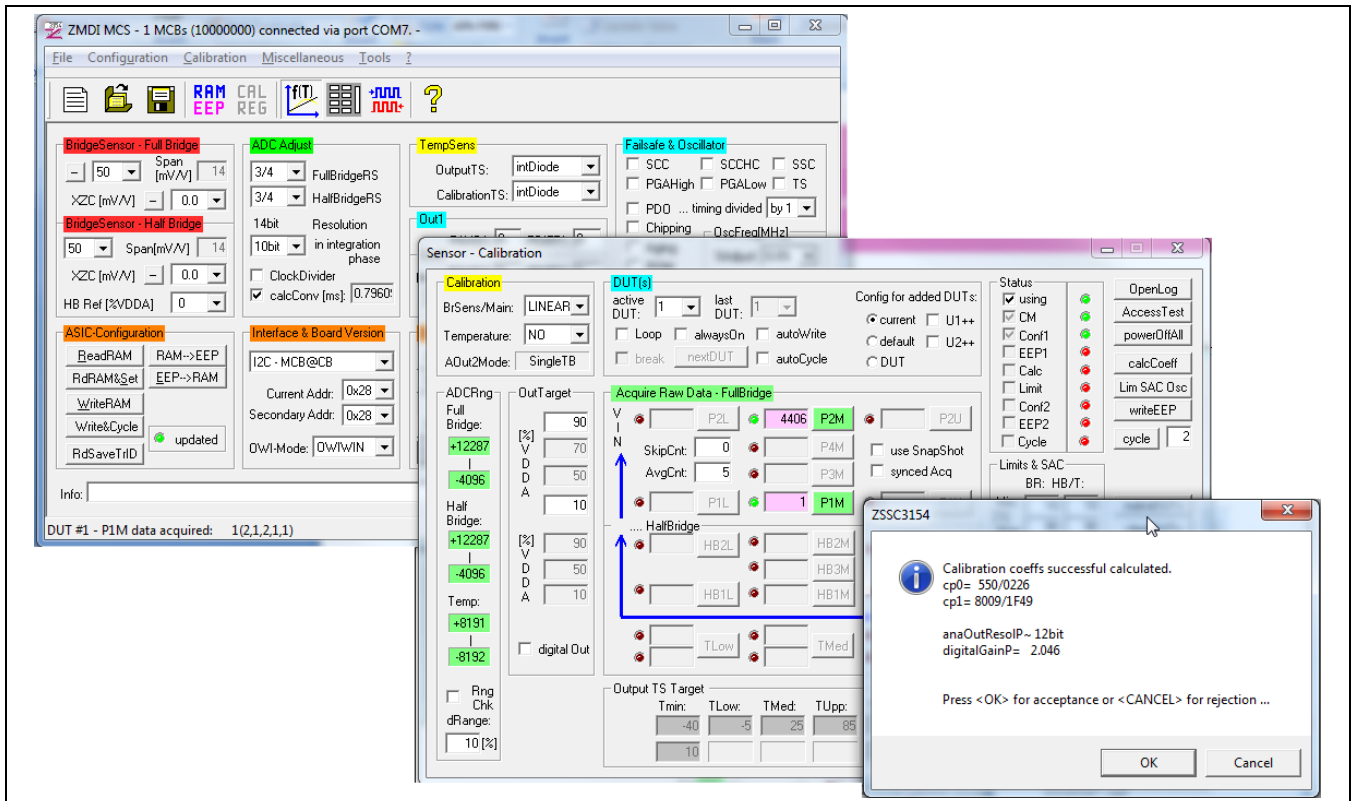 ZMDI MCS - 1 MCBs (10000000) connected via port COM7. -
File Configuration Calibration Miscellaneous Tools ?
RAM EEP CAL REG f(T) ?
BridgeSensor - Full Bridge
- 50 Span [mV/V] 14
XZC [mV/V] - 0.0
BridgeSensor - Half Bridge
50 Span[mV/V] 14
XZC [mV/V] - 0.0
HB Ref [%VDDA] 0
ADC Adjust
3/4 FullBridgeRS
3/4 HalfBridgeRS
14bit Resolution
10bit in integration phase
ClockDivider
calcConv [ms]: 0.7960
TempSens
OutputTS: intDiode
CalibrationTS: intDiode
Out1
Failsafe & Oscillator
SCC SCCHC SSC
PGAHigh PGALow TS
PDO ... timing divided by 1
Chipping OscFreq[MHz]
ASIC-Configuration
ReadRAM RAM-->EEP
RdRAM&Set EEP-->RAM
WriteRAM
Write&Cycle
updated
RdSaveTrID
Interface & Board Version
I2C - MCB@CB
Current Addr: 0x28
Secondary Addr: 0x28
OWI-Mode: OWIWIN
Info:
DUT #1 - P1M data acquired: 1(2,1,2,1,1)
Sensor - Calibration
Calibration
BrSens/Main: LINEAR
Temperature: NO
AOut2Mode: SingleTB
DUT(s)
active DUT: 1 last DUT: 1
Loop alwaysOn autoWrite
break nextDUT autoCycle
Config for added DUTs:
current U1++
default U2++
DUT
Status
using
CM
Conf1
EEP1
Calc
Limit
Conf2
EEP2
Cycle
OpenLog
AccessTest
powerOffAll
calcCoeff
Lim SAC Osc
writeEEP
cycle 2
ADCRng
Full Bridge:
+12287
|
-4096
Half Bridge:
+12287
|
-4096
Temp:
+8191
|
-8192
Rng Chk
dRange:
10 [%]
OutTarget
[%] V D D A
90
70
50
10
[%] V D D A
90
50
10
digital Out
Acquire Raw Data - FullBridge
V I N
P2L 4406 P2M P2U
SkipCnt: 0 P4M use SnapShot
AvgCnt: 5 P3M synced Acq
P1L 1 P1M
.... HalfBridge
HB2L HB2M
HB3M
HB1L HB1M
TLow TMed
Output TS Target
Tmin: TLow: TMed: TUpp:
-40 -5 25 85
10
Limits & SAC
BR: HB/T:
ZSSC3154
Calibration coeffs successful calculated.
cp0= 550/0226
cp1= 8009/1F49
anaOutResolP~ 12bit
digitalGainP= 2.046
Press <OK> for acceptance or <CANCEL> for rejection ...
OK Cancel